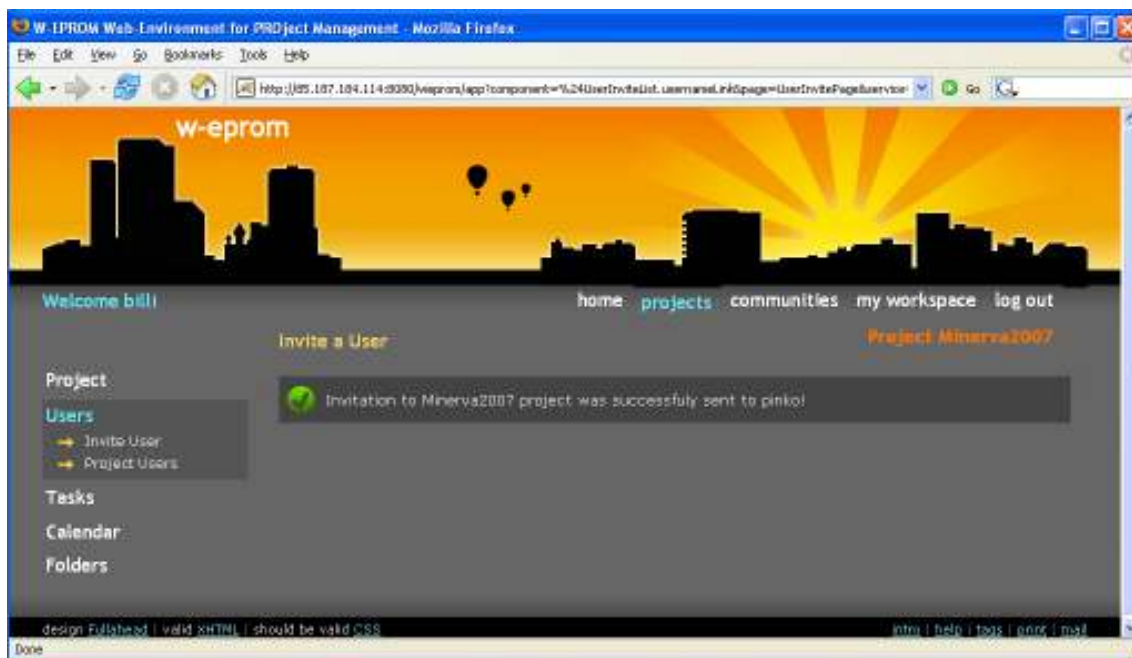 W-EPROM Web-Environment for PROject Management - Mozilla Firefox
File Edit View Go Bookmarks Tools Help
Go
w-eprom
Welcome bill!
home projects communities my workspace log out
Invite a User
Project Minerva2007
Project
Invitation to Minerva2007 project was successfuly sent to pinko!
Users
Invite User
Project Users
Tasks
Calendar
Folders
design Fullahead | valid xHTML | should be valid CSS
intro | help | tags | print | mail
Done